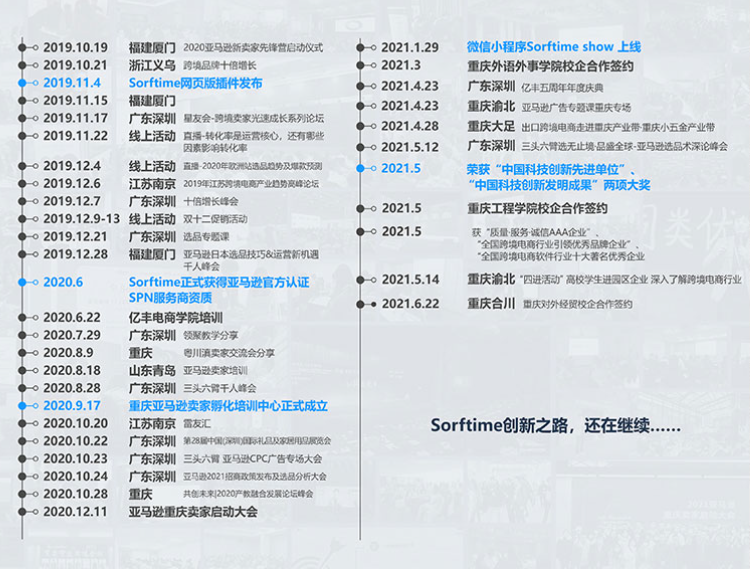 2019.10.19 福建厦门 2020亚马逊新卖家先锋营启动仪式
2019.10.21 浙江义乌 跨境品牌十倍增长
2019.11.4 Sorftime网页版插件发布
2019.11.15 福建厦门
2019.11.17 广东深圳 星友会-跨境卖家光速成长系列论坛
2019.11.22 线上活动 直播-转化率是运营核心，还有哪些
因素影响转化率
2019.12.4 线上活动 直播-2020年欧洲站选品趋势及爆款预测
2019.12.6 江苏南京 2019年江苏跨境电商产业趋势高峰论坛
2019.12.7 广东深圳 十倍增长峰会
2019.12.9-13 线上活动 双十二促销活动
2019.12.21 广东深圳 选品专题课
2019.12.28 福建厦门 亚马逊日本选品技巧&运营新机遇
千人峰会
2020.6 Sorftime正式获得亚马逊官方认证
SPN服务商资质
2020.6.22 亿丰电商学院培训
2020.7.29 广东深圳 领聚教学分享
2020.8.9 重庆 粤川滇卖家交流会分享
2020.8.18 山东青岛 亚马逊卖家培训
2020.8.28 广东深圳 三头六臂千人峰会
2020.9.17 重庆亚马逊卖家孵化培训中心正式成立
2020.10.20 江苏南京 雷友汇
2020.10.22 广东深圳 第28届中国(深圳)国际礼品及家居用品展览会
2020.10.23 广东深圳 三头六臂 亚马逊CPC广告专场大会
2020.10.24 广东深圳 亚马逊2021招商政策发布及选品分析大会
2020.10.28 重庆 共创未来|2020产教融合发展论坛峰会
2020.12.11 亚马逊重庆卖家启动大会
2021.1.29 微信小程序Sorftime show 上线
2021.3 重庆外语外事学院校企合作签约
2021.4.23 广东深圳 亿丰五周年年度庆典
2021.4.23 重庆渝北 亚马逊广告专题课重庆专场
2021.4.28 重庆大足 出口跨境电商走进重庆产业带·重庆小五金产业带
2021.5.12 广东深圳 三头六臂选无止境·品盛全球-亚马逊选品术深论峰会
2021.5 荣获“中国科技创新先进单位”、
“中国科技创新发明成果”两项大奖
2021.5 重庆工程学院校企合作签约
2021.5 获“质量·服务·诚信AAA企业”、
“全国跨境电商行业引领优秀品牌企业”、
“全国跨境电商软件行业十大著名优秀企业
2021.5.14 重庆渝北 “四进活动”高校学生进园区企业 深入了解跨境电商行业
2021.6.22 重庆合川 重庆对外经贸校企合作签约
Sorftime创新之路，还在继续......